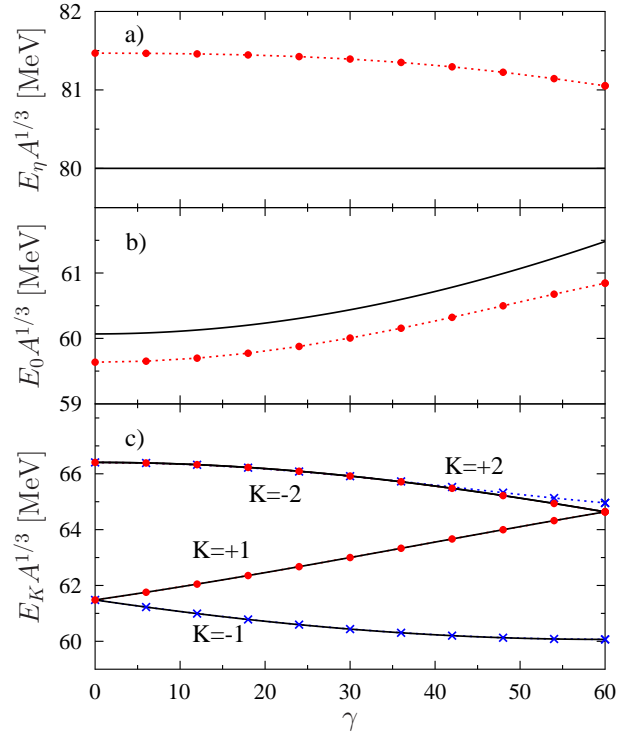 82
a)
81
80
E_η A^{1/3} [MeV]
b)
61
60
59
E_0 A^{1/3} [MeV]
c)
K=+2
66
K=-2
64
K=+1
62
K=-1
60
E_K A^{1/3} [MeV]
0 10 20 30 40 50 60
γ